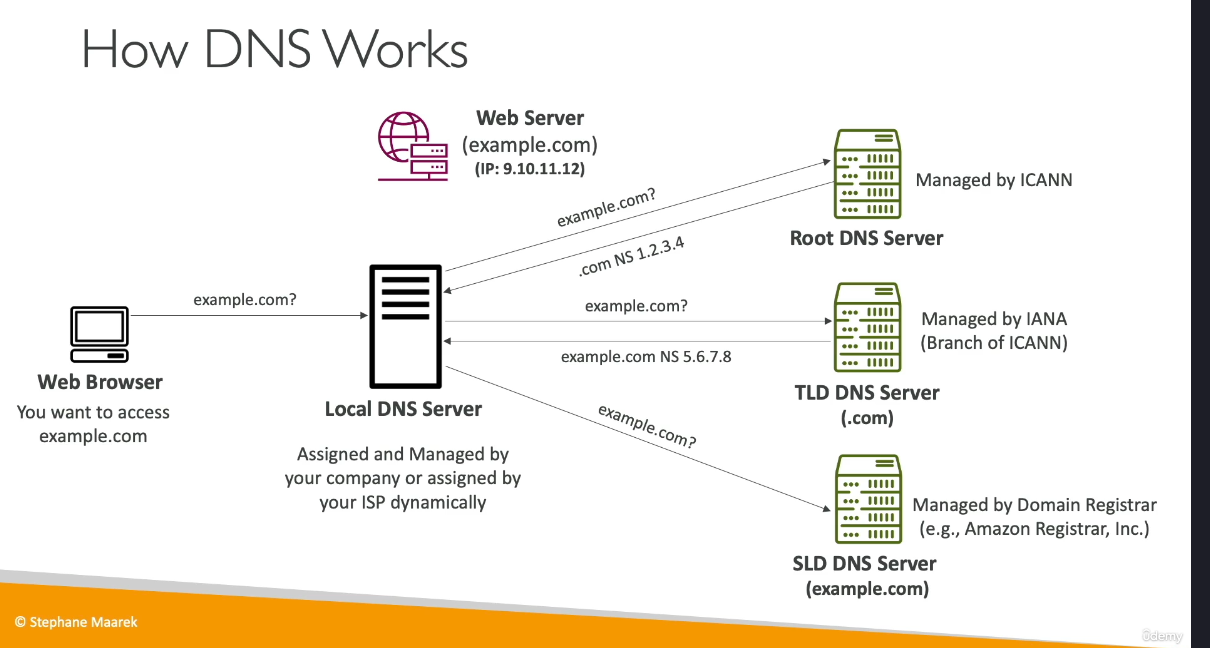 How DNS Works
Web Server
(example.com)
(IP: 9.10.11.12)
example.com?
.com NS 1.2.3.4
Managed by ICANN
Root DNS Server
example.com?
example.com?
example.com NS 5.6.7.8
Managed by IANA
(Branch of ICANN)
TLD DNS Server
(.com)
Web Browser
You want to access
example.com
Local DNS Server
Assigned and Managed by
your company or assigned by
your ISP dynamically
example.com?
Managed by Domain Registrar
(e.g., Amazon Registrar, Inc.)
SLD DNS Server
(example.com)
© Stephane Maarek
ûdemy